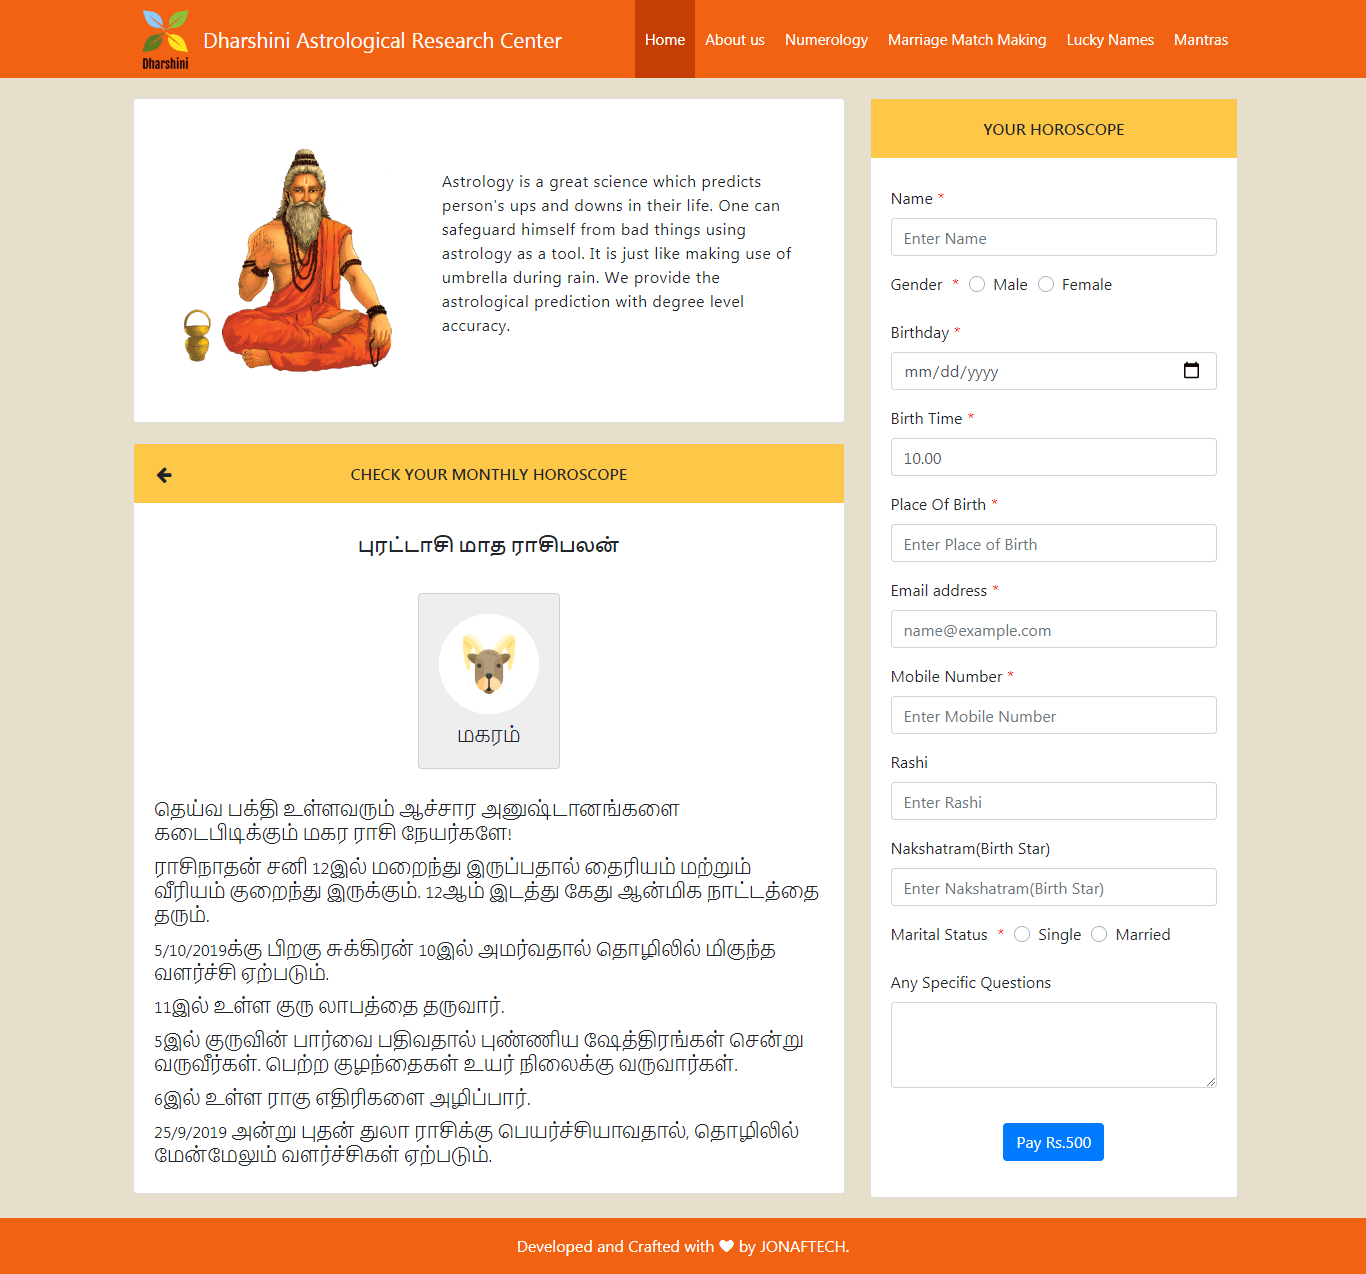 Dharshini
Dharshini Astrological Research Center
Home About us Numerology Marriage Match Making Lucky Names Mantras
Astrology is a great science which predicts
person's ups and downs in their life. One can
safeguard himself from bad things using
astrology as a tool. It is just like making use of
umbrella during rain. We provide the
astrological prediction with degree level
accuracy.
CHECK YOUR MONTHLY HOROSCOPE
புரட்டாசி மாத ராசிபலன்
மகரம்
தெய்வ பக்தி உள்ளவரும் ஆச்சார அனுஷ்டானங்களை
கடைபிடிக்கும் மகர ராசி நேயர்களே!
ராசிநாதன் சனி 12இல் மறைந்து இருப்பதால் தைரியம் மற்றும்
வீரியம் குறைந்து இருக்கும். 12ஆம் இடத்து கேது ஆன்மிக நாட்டத்தை
தரும்.
5/10/2019க்கு பிறகு சுக்கிரன் 10இல் அமர்வதால் தொழிலில் மிகுந்த
வளர்ச்சி ஏற்படும்.
11இல் உள்ள குரு லாபத்தை தருவார்.
5இல் குருவின் பார்வை பதிவதால் புண்ணிய ஷேத்திரங்கள் சென்று
வருவீர்கள். பெற்ற குழந்தைகள் உயர் நிலைக்கு வருவார்கள்.
6இல் உள்ள ராகு எதிரிகளை அழிப்பார்.
25/9/2019 அன்று புதன் துலா ராசிக்கு பெயர்ச்சியாவதால், தொழிலில்
மேன்மேலும் வளர்ச்சிகள் ஏற்படும்.
YOUR HOROSCOPE
Name *
Enter Name
Gender * Male Female
Birthday *
mm/dd/yyyy
Birth Time *
10.00
Place Of Birth *
Enter Place of Birth
Email address *
name@example.com
Mobile Number *
Enter Mobile Number
Rashi
Enter Rashi
Nakshatram(Birth Star)
Enter Nakshatram(Birth Star)
Marital Status * Single Married
Any Specific Questions
Pay Rs.500
Developed and Crafted with ♥ by JONAFTECH.